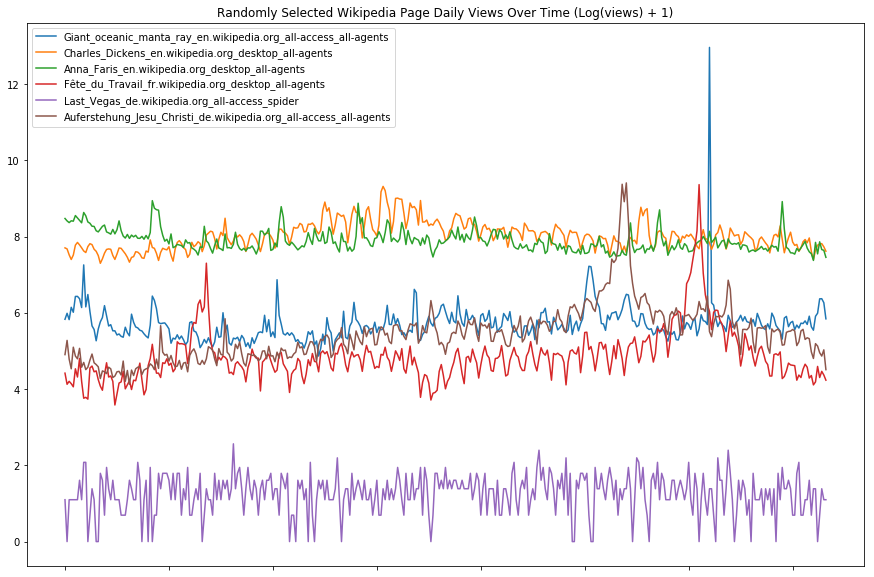 Randomly Selected Wikipedia Page Daily Views Over Time (Log(views) + 1)
Giant_oceanic_manta_ray_en.wikipedia.org_all-access_all-agents
Charles_Dickens_en.wikipedia.org_desktop_all-agents
Anna_Faris_en.wikipedia.org_desktop_all-agents
Fête_du_Travail_fr.wikipedia.org_desktop_all-agents
Last_Vegas_de.wikipedia.org_all-access_spider
Auferstehung_Jesu_Christi_de.wikipedia.org_all-access_all-agents
12
10
8
6
4
2
0